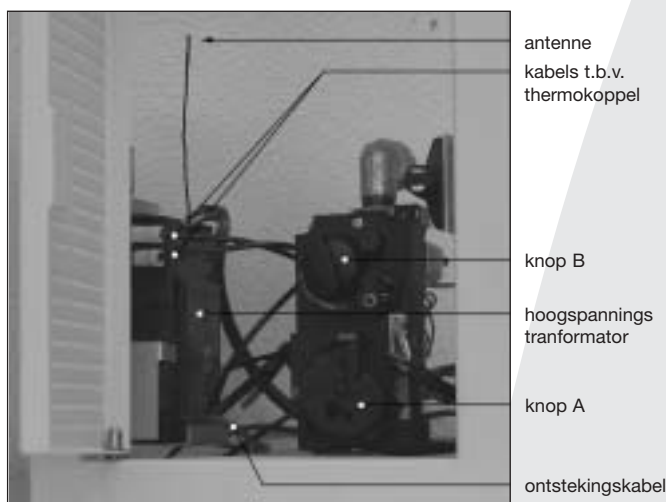 antenne
kabels t.b.v.
thermokoppel
knop B
hoogspannings
tranformator
knop A
ontstekingskabel